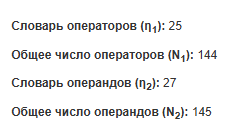 Словарь операторов (η₁): 25
Общее число операторов (N₁): 144
Словарь операндов (η₂): 27
Общее число операндов (N₂): 145